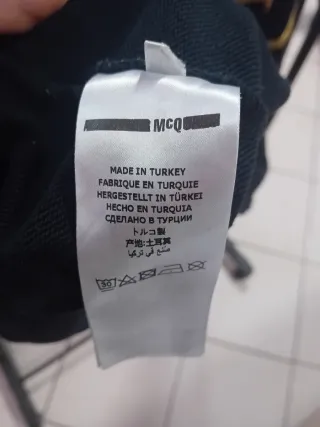 McQ
MADE IN TURKEY
FABRIQUE EN TURQUIE
HERGESTELLT IN TÜRKEI
HECHO EN TURQUIA
СДЕЛАНО В ТУРЦИИ
トルコ製
产地:土耳其
صنع في تركيا
30